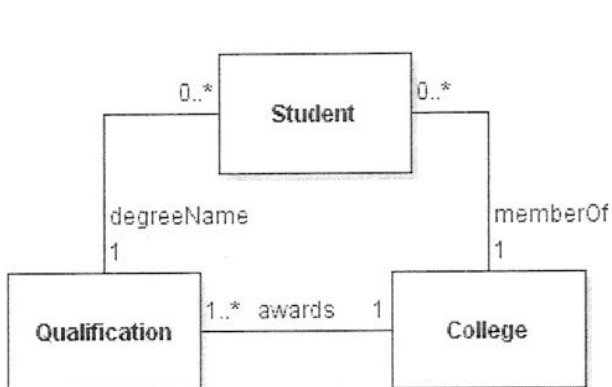 0..*
Student
0..*
degreeName
1
memberOf
1
Qualification
1..* awards 1
College